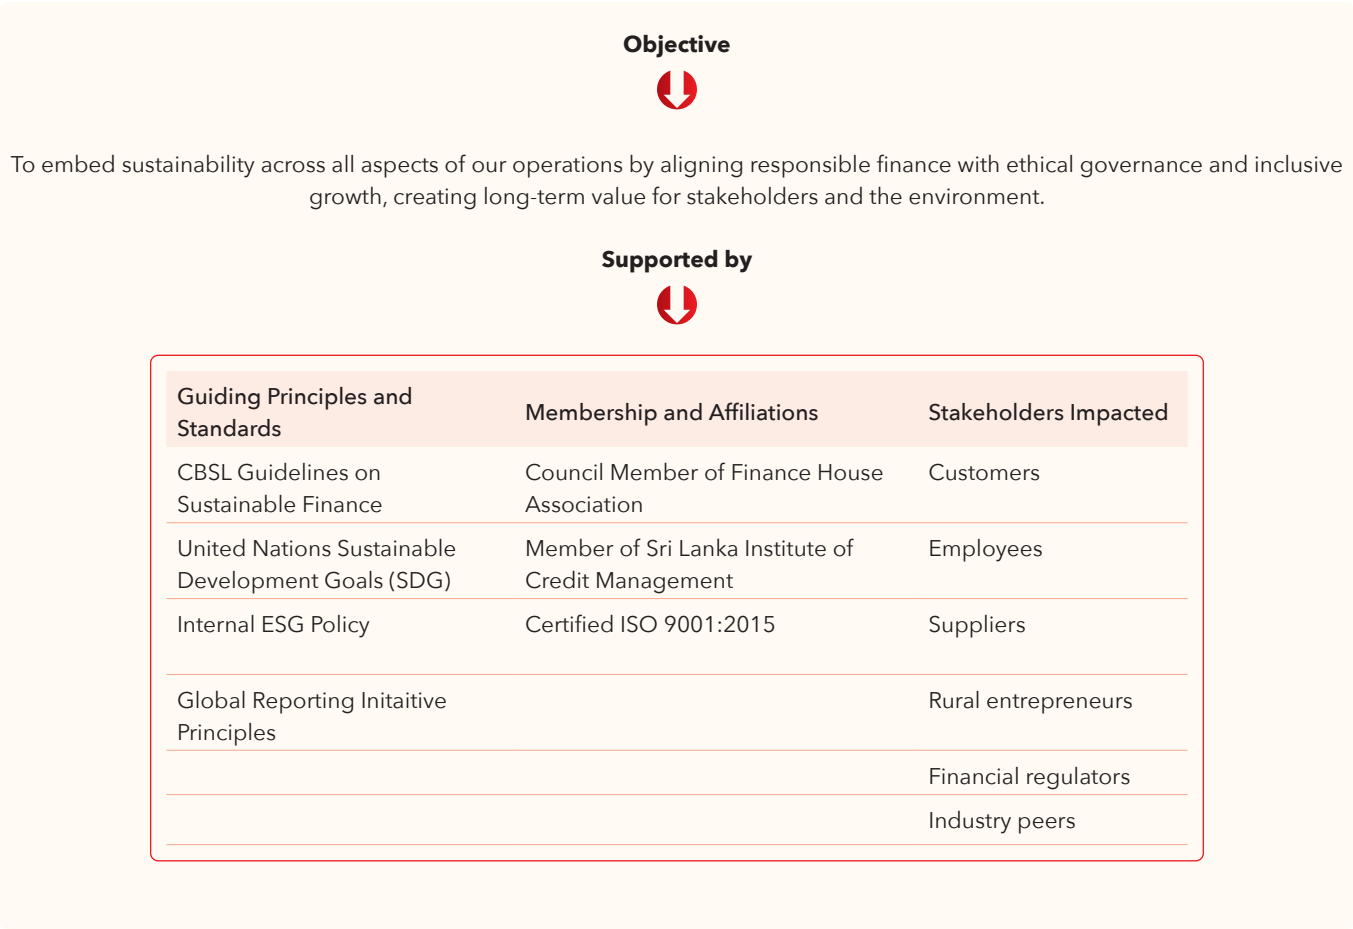 Objective
To embed sustainability across all aspects of our operations by aligning responsible finance with ethical governance and inclusive
growth, creating long-term value for stakeholders and the environment.
Supported by
Guiding Principles and
Standards
Membership and Affiliations
Stakeholders Impacted
CBSL Guidelines on
Sustainable Finance
Council Member of Finance House
Association
Customers
United Nations Sustainable
Development Goals (SDG)
Member of Sri Lanka Institute of
Credit Management
Employees
Internal ESG Policy
Certified ISO 9001:2015
Suppliers
Global Reporting Initaitive
Principles
Rural entrepreneurs
Financial regulators
Industry peers